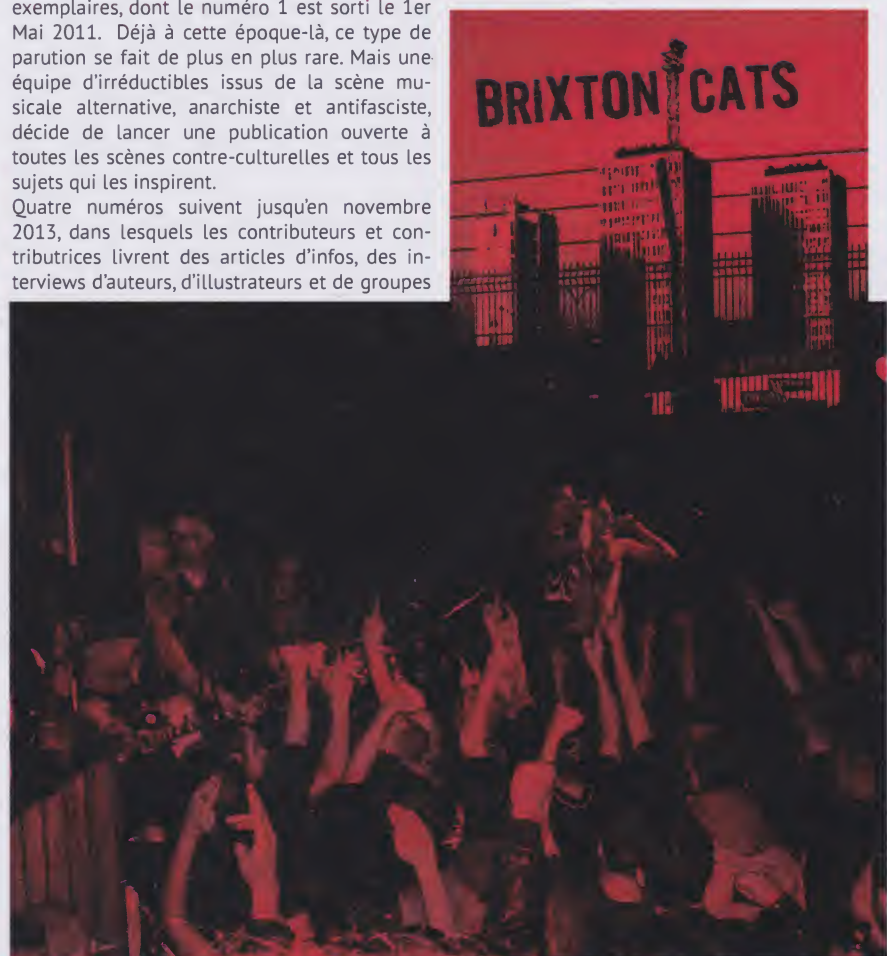 exemplaires, dont le numéro 1 est sorti le 1er
Mai 2011. Déjà à cette époque-là, ce type de
parution se fait de plus en plus rare. Mais une
équipe d'irréductibles issus de la scène mu-
sicale alternative, anarchiste et antifasciste,
décide de lancer une publication ouverte à
toutes les scènes contre-culturelles et tous les
sujets qui les inspirent.
Quatre numéros suivent jusqu'en novembre
2013, dans lesquels les contributeurs et con-
tributrices livrent des articles d'infos, des in-
terviews d'auteurs, d'illustrateurs et de groupes
BRIXTON CATS